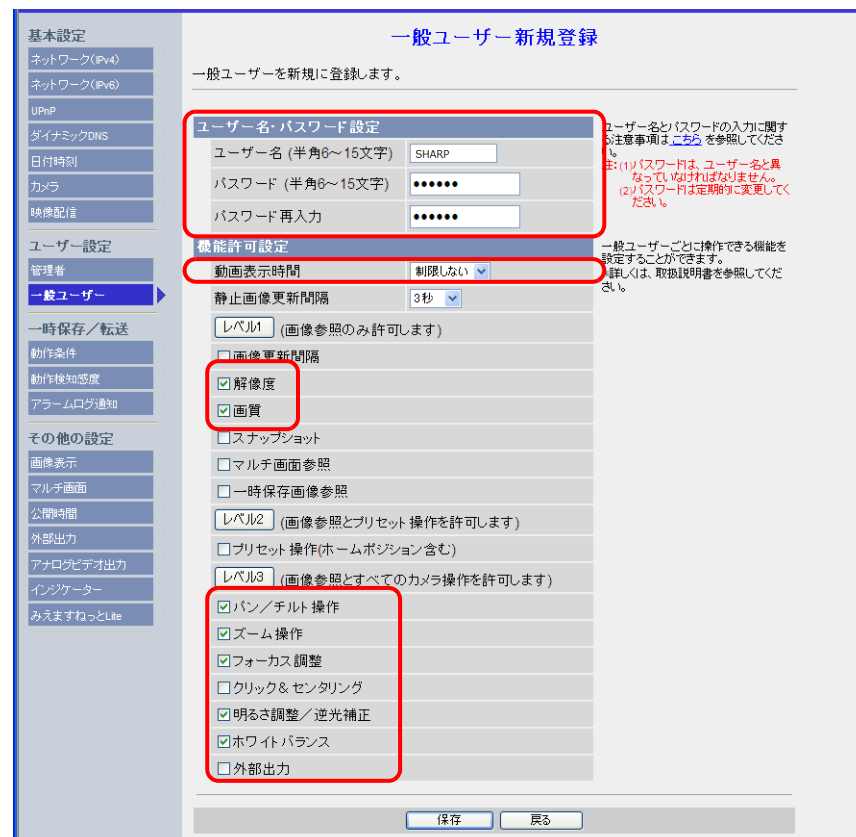 基本設定
ネットワーク(IPv4)
ネットワーク(IPv6)
UPnP
ダイナミックDNS
日付時刻
カメラ
映像配信
ユーザー設定
管理者
一般ユーザー
一時保存／転送
動作条件
動作検知感度
アラームログ通知
その他の設定
画像表示
マルチ画面
公開時間
外部出力
アナログビデオ出力
インジケーター
みえますねっとLite
一般ユーザー新規登録
一般ユーザーを新規に登録します。
ユーザー名・パスワード設定
ユーザー名 (半角6～15文字)
SHARP
パスワード (半角6～15文字)
••••••
パスワード再入力
••••••
機能許可設定
動画表示時間
制限しない
静止画像更新間隔
3秒
レベル1 (画像参照のみ許可します)
画像更新間隔
解像度
画質
スナップショット
マルチ画面参照
一時保存画像参照
レベル2 (画像参照とプリセット操作を許可します)
プリセット操作(ホームポジション含む)
レベル3 (画像参照とすべてのカメラ操作を許可します)
パン／チルト操作
ズーム操作
フォーカス調整
クリック＆センタリング
明るさ調整／逆光補正
ホワイトバランス
外部出力
保存
戻る
ユーザー名とパスワードの入力に関す
る注意事項はこちらを参照してくださ
い。
注:(1)パスワードは、ユーザー名と異
なっていなければなりません。
(2)パスワードは定期的に変更してく
ださい。
一般ユーザーごとに操作できる機能を
設定することができます。
詳しくは、取扱説明書を参照してくだ
さい。